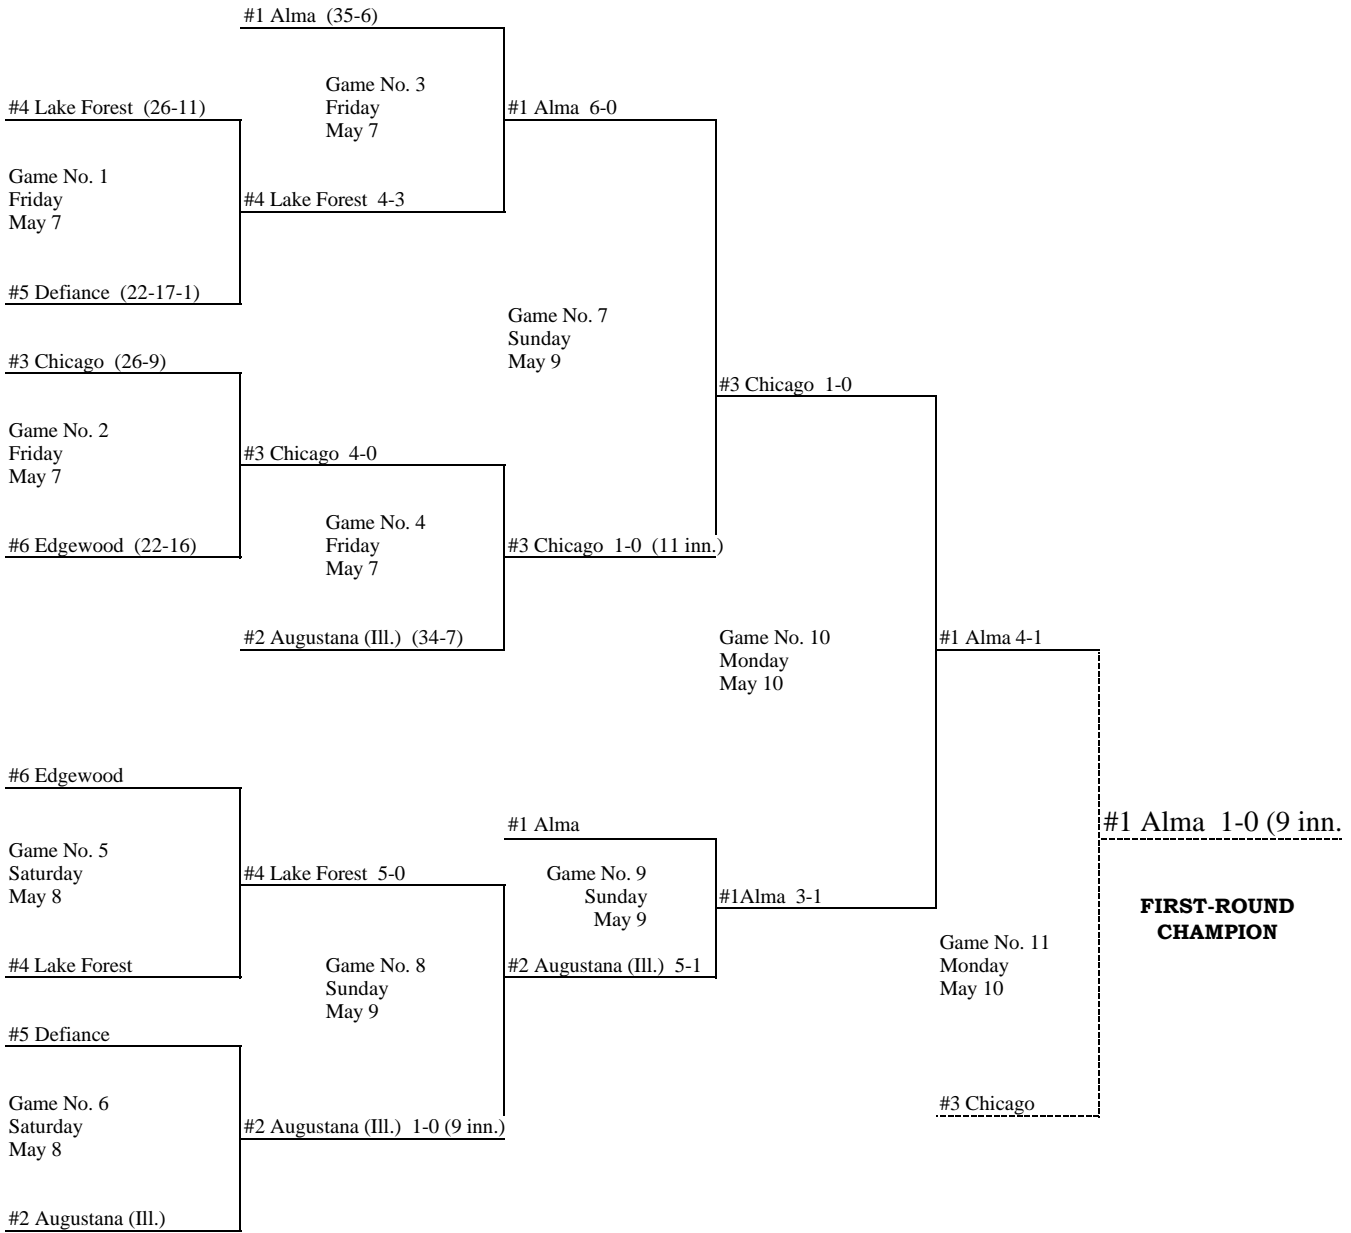 #1 Alma  (35-6)
Game No. 3
Friday
May 7
#4 Lake Forest  (26-11)
#1 Alma  6-0
Game No. 1
Friday
May 7
#4 Lake Forest  4-3
#5 Defiance  (22-17-1)
Game No. 7
Sunday
May 9
#3 Chicago  (26-9)
#3 Chicago  1-0
Game No. 2
Friday
May 7
#3 Chicago  4-0
Game No. 4
Friday
May 7
#6 Edgewood  (22-16)
#3 Chicago  1-0  (11 inn.)
#2 Augustana (Ill.)  (34-7)
Game No. 10
Monday
May 10
#1 Alma 4-1
#6 Edgewood
#1 Alma
#1 Alma  1-0 (9 inn.
Game No. 5
Saturday
May 8
#4 Lake Forest  5-0
Game No. 9
Sunday
May 9
#1Alma  3-1
FIRST-ROUND
CHAMPION
#4 Lake Forest
Game No. 8
Sunday
May 9
#2 Augustana (Ill.)  5-1
Game No. 11
Monday
May 10
#5 Defiance
Game No. 6
Saturday
May 8
#2 Augustana (Ill.)  1-0 (9 inn.)
#3 Chicago
#2 Augustana (Ill.)